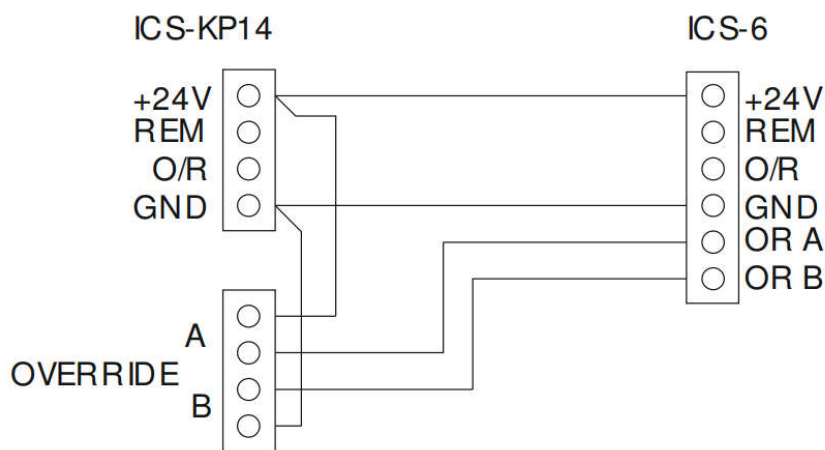 ICS-KP14
ICS-6
+24V
REM
O/R
GND
+24V
REM
O/R
GND
OR A
OR B
A
OVERRIDE
B